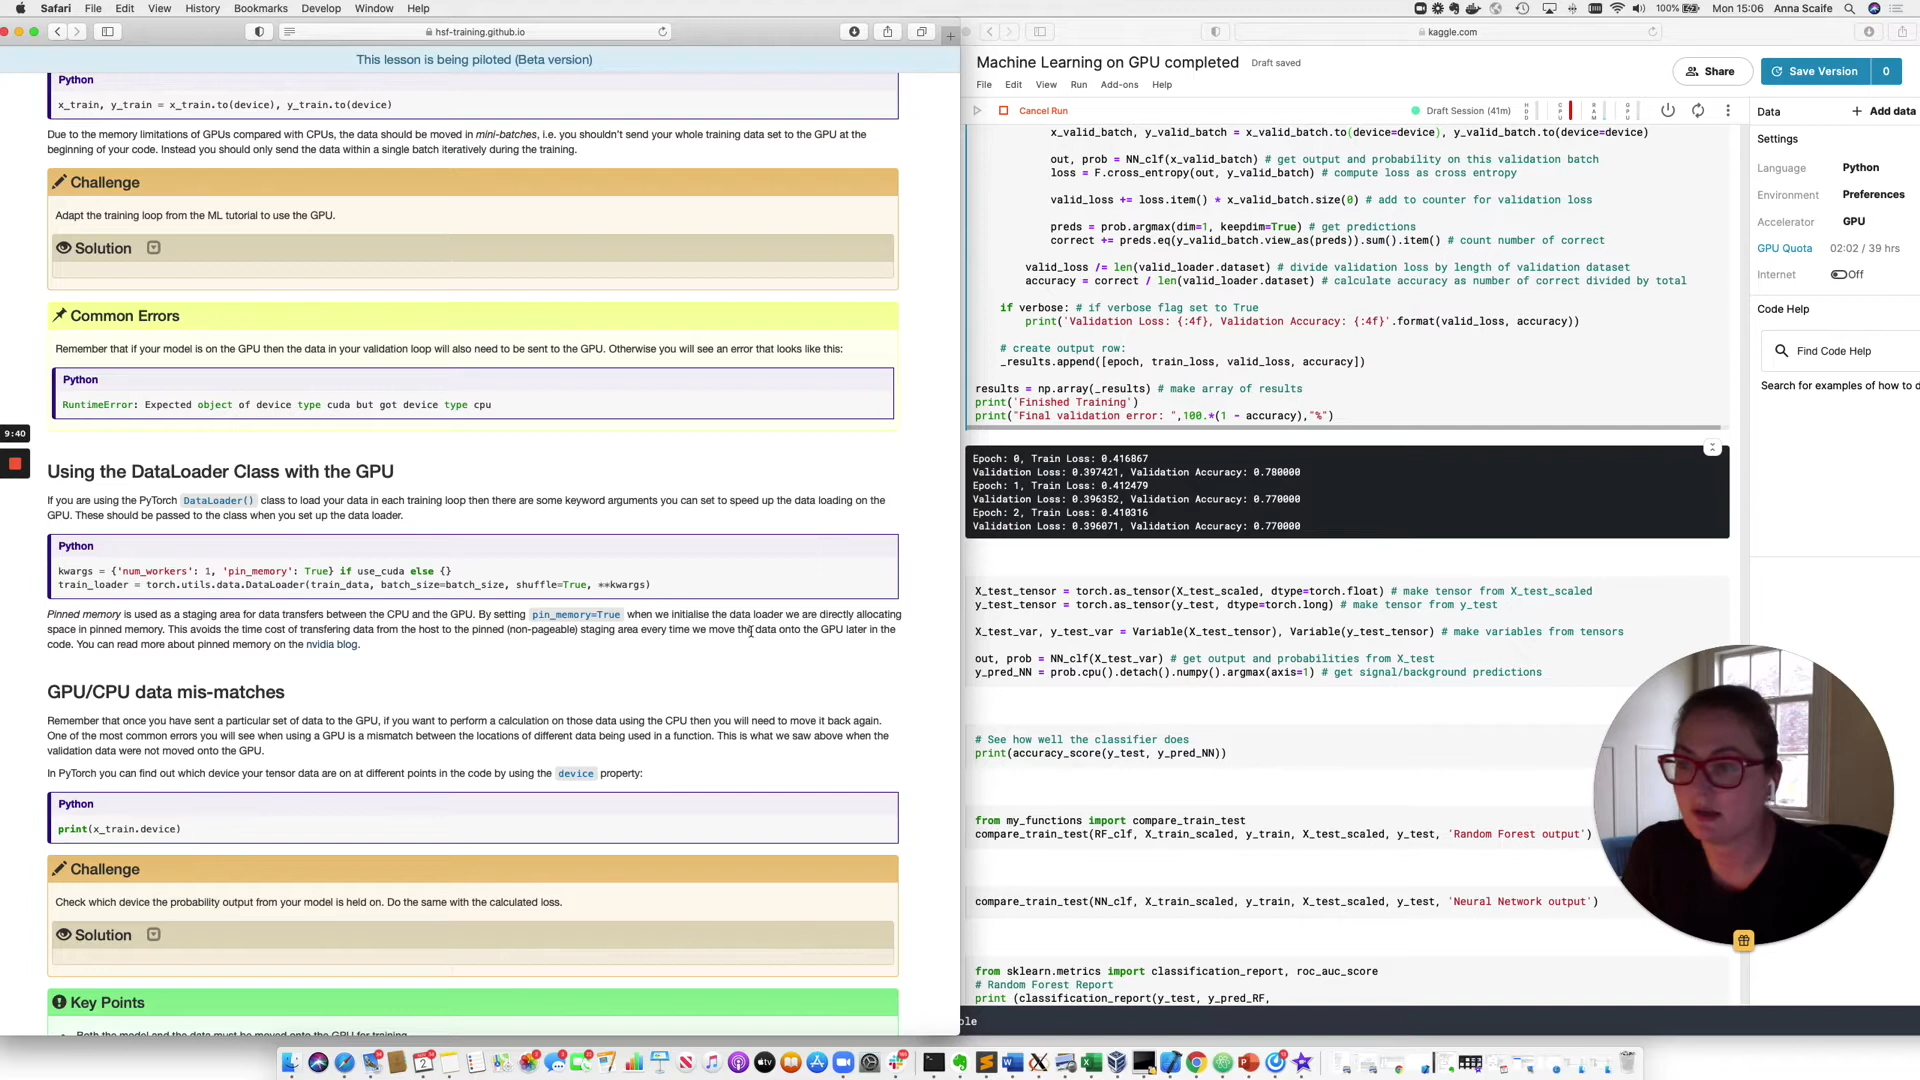 Safari File Edit View History Bookmarks Develop Window Help
100% Mon 15:06 Anna Scaife
hsf-training.github.io
This lesson is being piloted (Beta version)
Python
x_train, y_train = x_train.to(device), y_train.to(device)
Due to the memory limitations of GPUs compared with CPUs, the data should be moved in mini-batches, i.e. you shouldn't send your whole training data set to the GPU at the
beginning of your code. Instead you should only send the data within a single batch iteratively during the training.
Challenge
Adapt the training loop from the ML tutorial to use the GPU.
Solution
Common Errors
Remember that if your model is on the GPU then the data in your validation loop will also need to be sent to the GPU. Otherwise you will see an error that looks like this:
Python
RuntimeError: Expected object of device type cuda but got device type cpu
9:40
Using the DataLoader Class with the GPU
If you are using the PyTorch DataLoader() class to load your data in each training loop then there are some keyword arguments you can set to speed up the data loading on the
GPU. These should be passed to the class when you set up the data loader.
Python
kwargs = {'num_workers': 1, 'pin_memory': True} if use_cuda else {}
train_loader = torch.utils.data.DataLoader(train_data, batch_size=batch_size, shuffle=True, **kwargs)
Pinned memory is used as a staging area for data transfers between the CPU and the GPU. By setting pin_memory=True when we initialise the data loader we are directly allocating
space in pinned memory. This avoids the time cost of transfering data from the host to the pinned (non-pageable) staging area every time we move the data onto the GPU later in the
code. You can read more about pinned memory on the nvidia blog.
GPU/CPU data mis-matches
Remember that once you have sent a particular set of data to the GPU, if you want to perform a calculation on those data using the CPU then you will need to move it back again.
One of the most common errors you will see when using a GPU is a mismatch between the locations of different data being used in a function. This is what we saw above when the
validation data were not moved onto the GPU.
In PyTorch you can find out which device your tensor data are on at different points in the code by using the device property:
Python
print(x_train.device)
Challenge
Check which device the probability output from your model is held on. Do the same with the calculated loss.
Solution
Key Points
Both the model and the data must be moved onto the GPU for training
kaggle.com
Machine Learning on GPU completed Draft saved
File Edit View Run Add-ons Help
Share
Save Version 0
Cancel Run
Draft Session (41m)
x_valid_batch, y_valid_batch = x_valid_batch.to(device=device), y_valid_batch.to(device=device)
out, prob = NN_clf(x_valid_batch) # get output and probability on this validation batch
loss = F.cross_entropy(out, y_valid_batch) # compute loss as cross entropy
valid_loss += loss.item() * x_valid_batch.size(0) # add to counter for validation loss
preds = prob.argmax(dim=1, keepdim=True) # get predictions
correct += preds.eq(y_valid_batch.view_as(preds)).sum().item() # count number of correct
valid_loss /= len(valid_loader.dataset) # divide validation loss by length of validation dataset
accuracy = correct / len(valid_loader.dataset) # calculate accuracy as number of correct divided by total
if verbose: # if verbose flag set to True
print('Validation Loss: {:4f}, Validation Accuracy: {:4f}'.format(valid_loss, accuracy))
# create output row:
_results.append([epoch, train_loss, valid_loss, accuracy])
results = np.array(_results) # make array of results
print('Finished Training')
print("Final validation error: ",100.*(1 - accuracy),"%")
Epoch: 0, Train Loss: 0.416867
Validation Loss: 0.397421, Validation Accuracy: 0.780000
Epoch: 1, Train Loss: 0.412479
Validation Loss: 0.396352, Validation Accuracy: 0.770000
Epoch: 2, Train Loss: 0.410316
Validation Loss: 0.396071, Validation Accuracy: 0.770000
X_test_tensor = torch.as_tensor(X_test_scaled, dtype=torch.float) # make tensor from X_test_scaled
y_test_tensor = torch.as_tensor(y_test, dtype=torch.long) # make tensor from y_test
X_test_var, y_test_var = Variable(X_test_tensor), Variable(y_test_tensor) # make variables from tensors
out, prob = NN_clf(X_test_var) # get output and probabilities from X_test
y_pred_NN = prob.cpu().detach().numpy().argmax(axis=1) # get signal/background predictions
# See how well the classifier does
print(accuracy_score(y_test, y_pred_NN))
from my_functions import compare_train_test
compare_train_test(RF_clf, X_train_scaled, y_train, X_test_scaled, y_test, 'Random Forest output')
compare_train_test(NN_clf, X_train_scaled, y_train, X_test_scaled, y_test, 'Neural Network output')
from sklearn.metrics import classification_report, roc_auc_score
# Random Forest Report
print (classification_report(y_test, y_pred_RF,
Data
Add data
Settings
Language Python
Environment Preferences
Accelerator GPU
GPU Quota 02:02 / 39 hrs
Internet Off
Code Help
Find Code Help
Search for examples of how to d